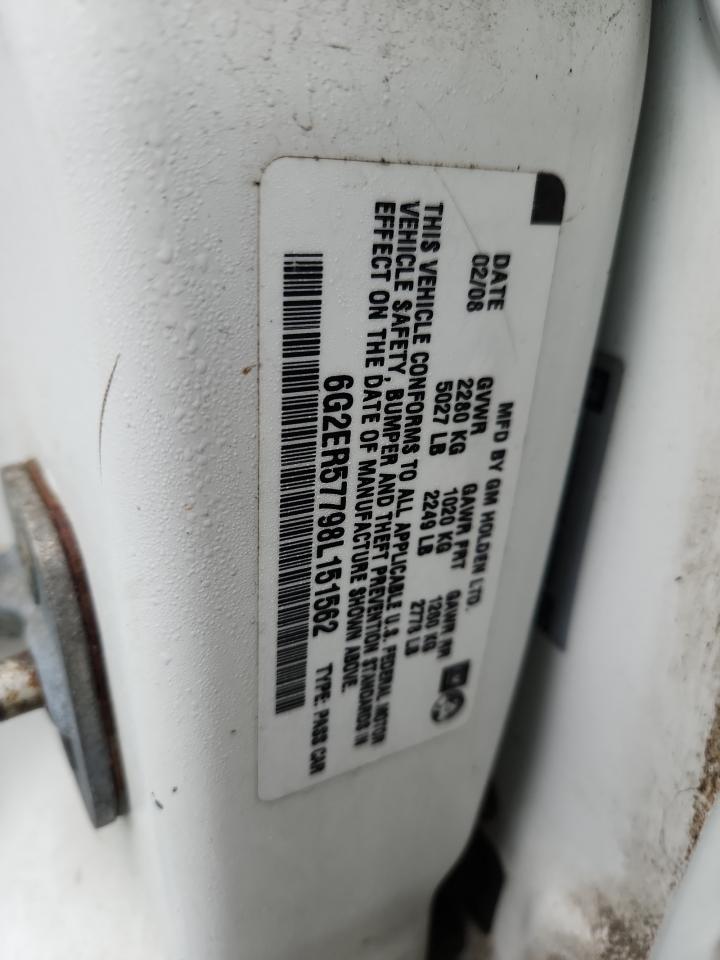 MFD BY GM HOLDEN LTD.
DATE GVWR GAWR FRT GAWR RR
02/08 2280 KG 1020 KG 1260 KG
5027 LB 2249 LB 2778 LB
THIS VEHICLE CONFORMS TO ALL APPLICABLE U.S. FEDERAL MOTOR
VEHICLE SAFETY, BUMPER AND THEFT PREVENTION STANDARDS IN
EFFECT ON THE DATE OF MANUFACTURE SHOWN ABOVE.
6G2ER57798L151562 TYPE: PASS CAR